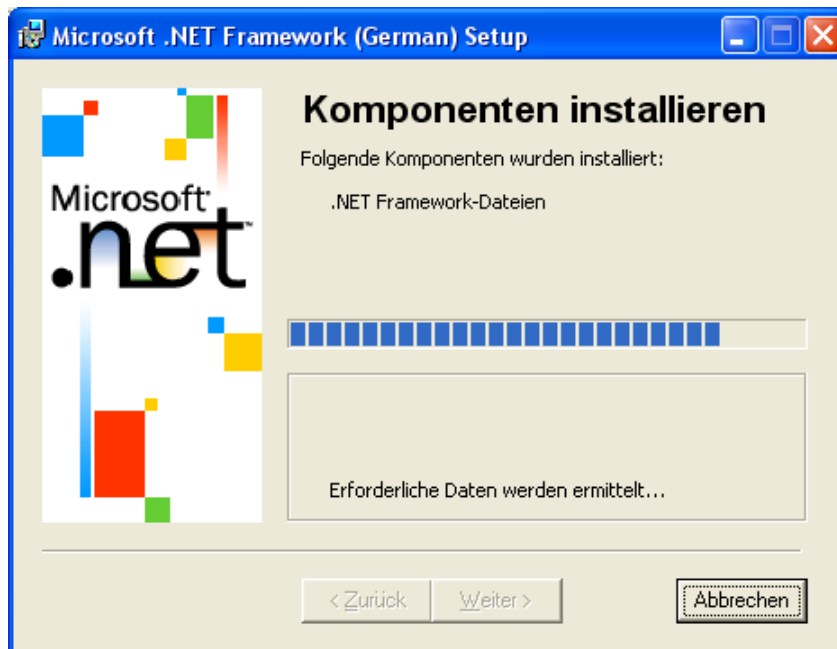 Microsoft .NET Framework (German) Setup
Komponenten installieren
Folgende Komponenten wurden installiert:
.NET Framework-Dateien
Microsoft
.net
Erforderliche Daten werden ermittelt...
< Zurück
Weiter >
Abbrechen